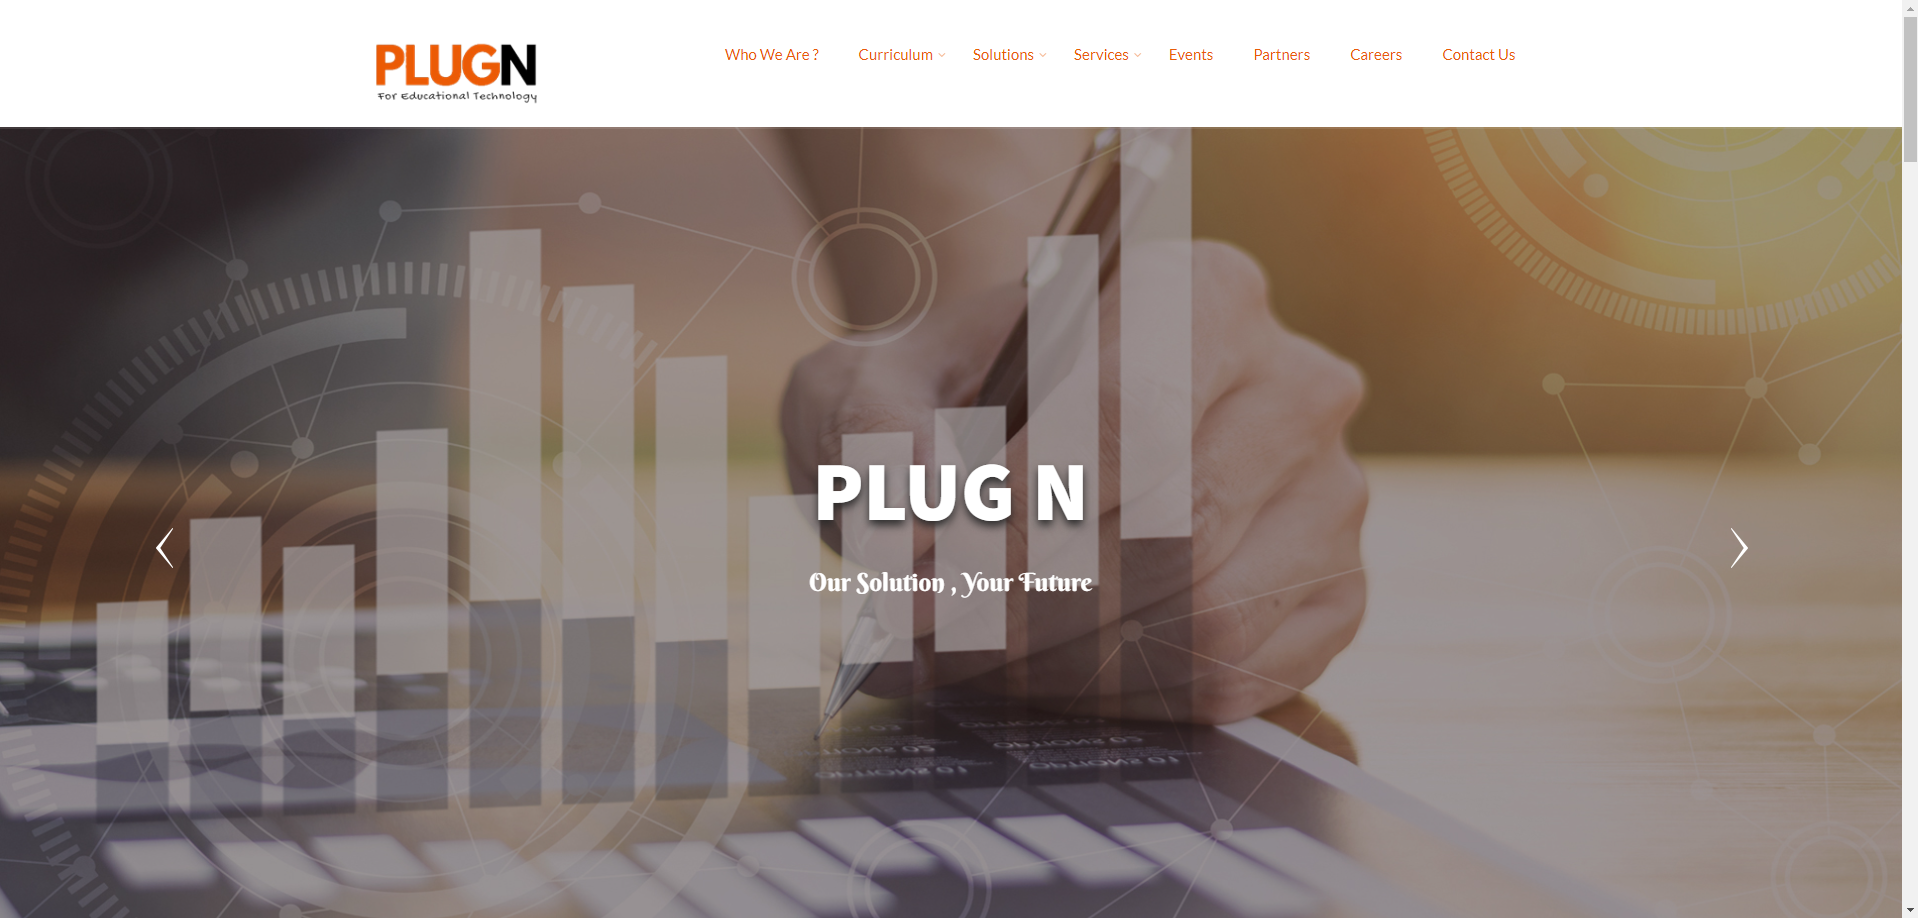 PLUGN
For Educational Technology
Who We Are ?
Curriculum
Solutions
Services
Events
Partners
Careers
Contact Us
PLUG N
Our Solution , Your Future